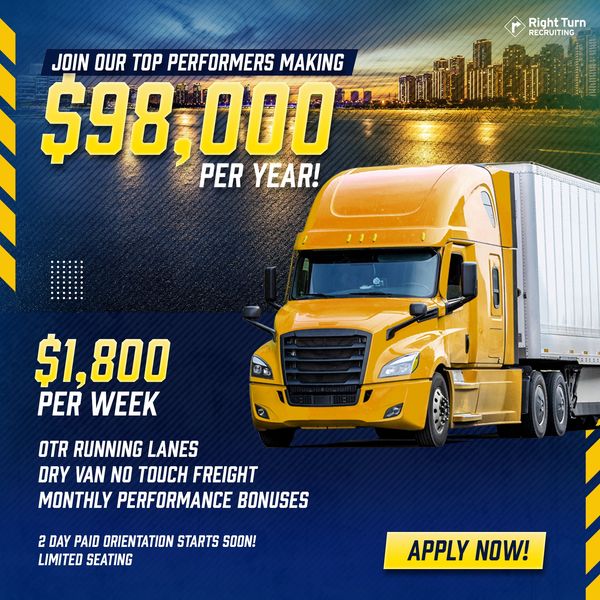 Right Turn
RECRUITING
JOIN OUR TOP PERFORMERS MAKING
$98,000
PER YEAR!
$1,800
PER WEEK
OTR RUNNING LANES
DRY VAN NO TOUCH FREIGHT
MONTHLY PERFORMANCE BONUSES
2 DAY PAID ORIENTATION STARTS SOON!
LIMITED SEATING
APPLY NOW!